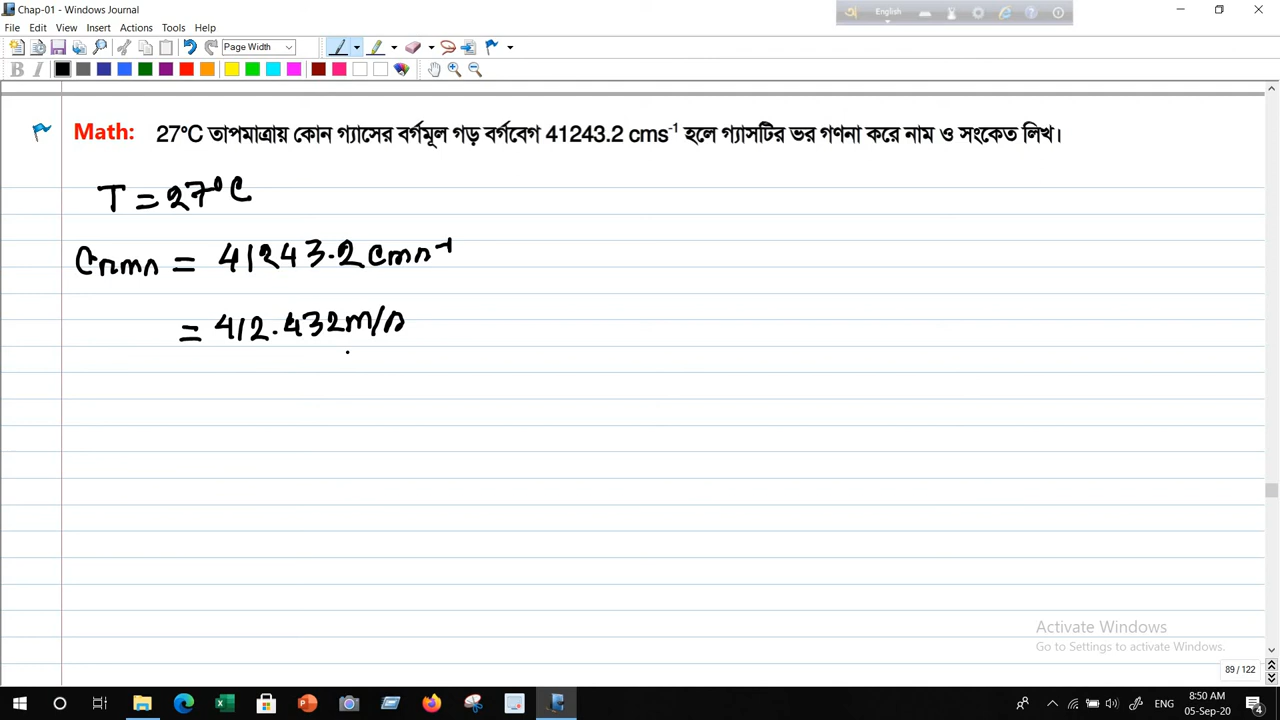 Chap-01 - Windows Journal
English
File Edit View Insert Actions Tools Help
Page Width
Math: 27°C তাপমাত্রায় কোন গ্যাসের বর্গমূল গড় বর্গবেগ 41243.2 cms⁻¹ হলে গ্যাসটির ভর গণনা করে নাম ও সংকেত লিখ।
T = 27°C
Crms = 41243.2 cms⁻¹
= 412.432 m/s
Activate Windows
Go to Settings to activate Windows.
89 / 122
ENG
8:50 AM
05-Sep-20
4